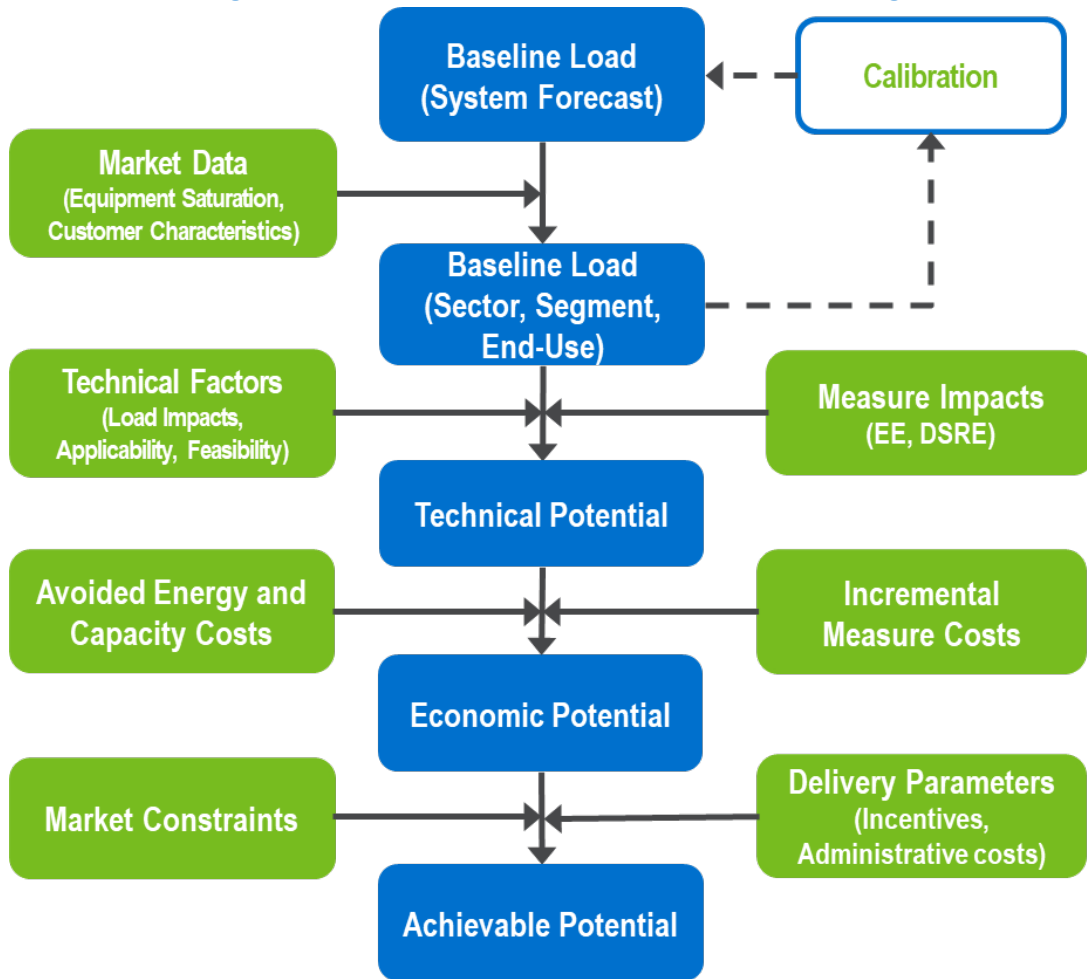 Baseline Load
(System Forecast)
Calibration
Market Data
(Equipment Saturation,
Customer Characteristics)
Baseline Load
(Sector, Segment,
End-Use)
Technical Factors
(Load Impacts,
Applicability, Feasibility)
Measure Impacts
(EE, DSRE)
Technical Potential
Avoided Energy and
Capacity Costs
Incremental
Measure Costs
Economic Potential
Market Constraints
Delivery Parameters
(Incentives,
Administrative costs)
Achievable Potential